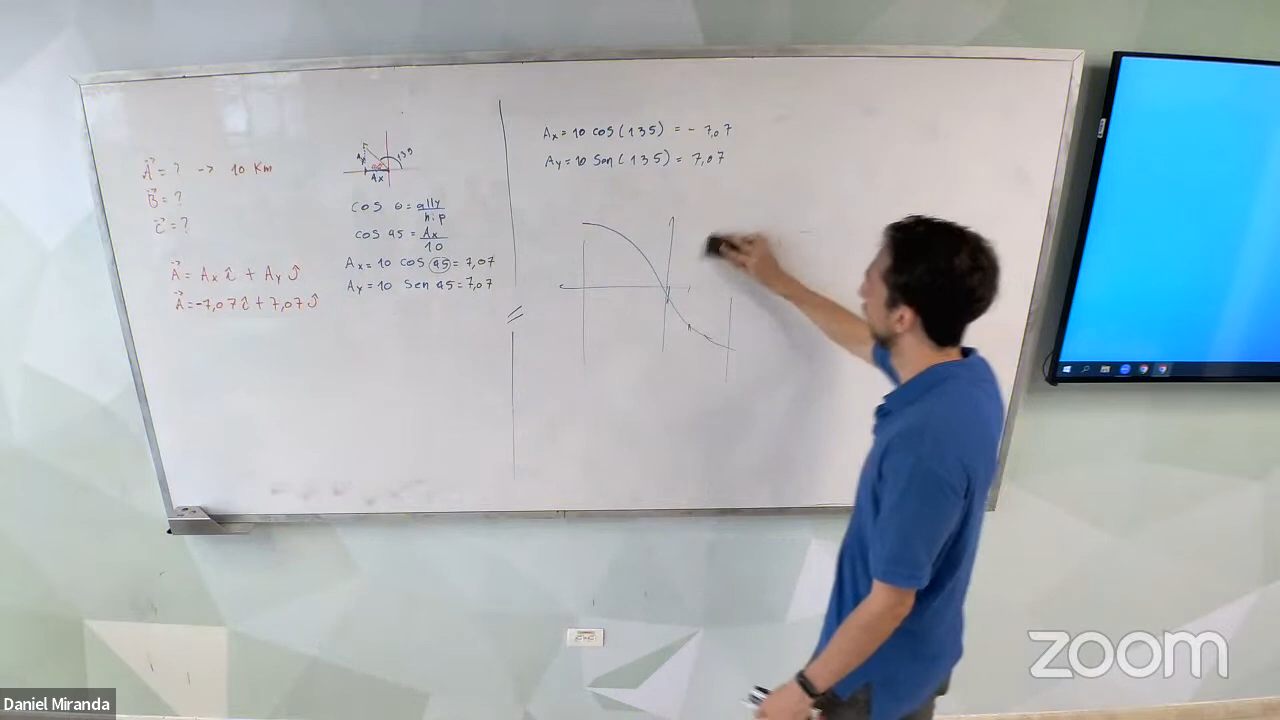 A⃗ = ? -> 10 Km
B⃗ = ?
C⃗ = ?
A⃗ = Ax î + Ay ĵ
A⃗ = -7,07 î + 7,07 ĵ
Ay
135
Ax
cos θ = ady / hip
cos 45 = Ax / 10
Ax = 10 cos 45 = 7,07
Ay = 10 Sen 45 = 7,07
Ax = 10 cos (135) = - 7,07
Ay = 10 Sen (135) = 7,07
zoom
Daniel Miranda